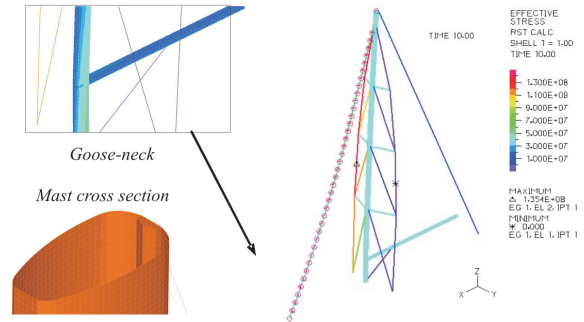 Goose-neck
Mast cross section
TIME 10.00
Z
X
Y
EFFECTIVE
STRESS
RST CALC
SHELL T = 1.00
TIME 10.00
1.300E+08
1.100E+08
9.000E+07
7.000E+07
5.000E+07
3.000E+07
1.000E+07
MAXIMUM
△ 1.354E+08
EG 1, EL 2, IPT 1
MINIMUM
✳ 0.000
EG 1, EL 1, IPT 1